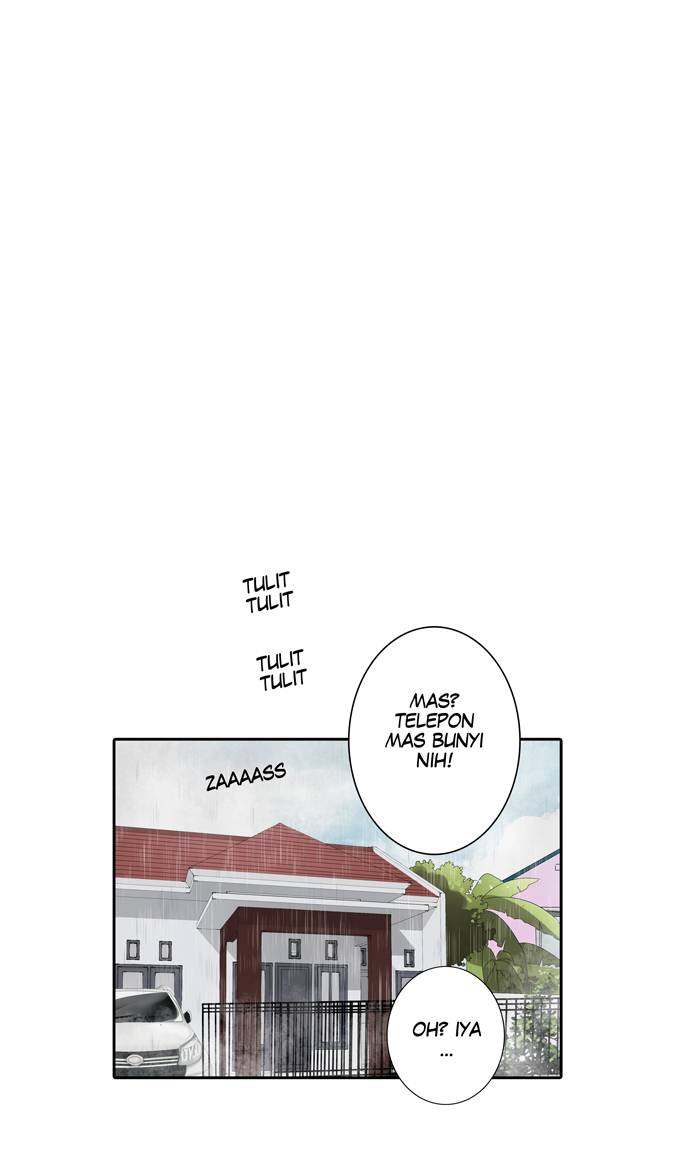 TULIT
TULIT
TULIT
TULIT
MAS?
TELEPON
MAS BUNYI
NIH!
ZAAAASS
OH? IYA
...